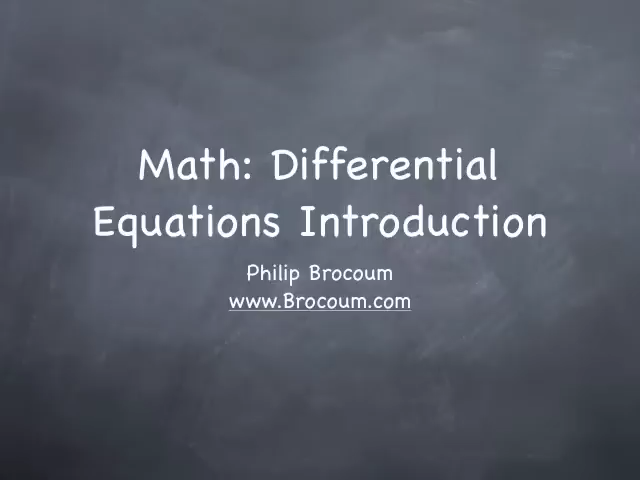 Math: Differential
Equations Introduction
Philip Brocoum
www.Brocoum.com